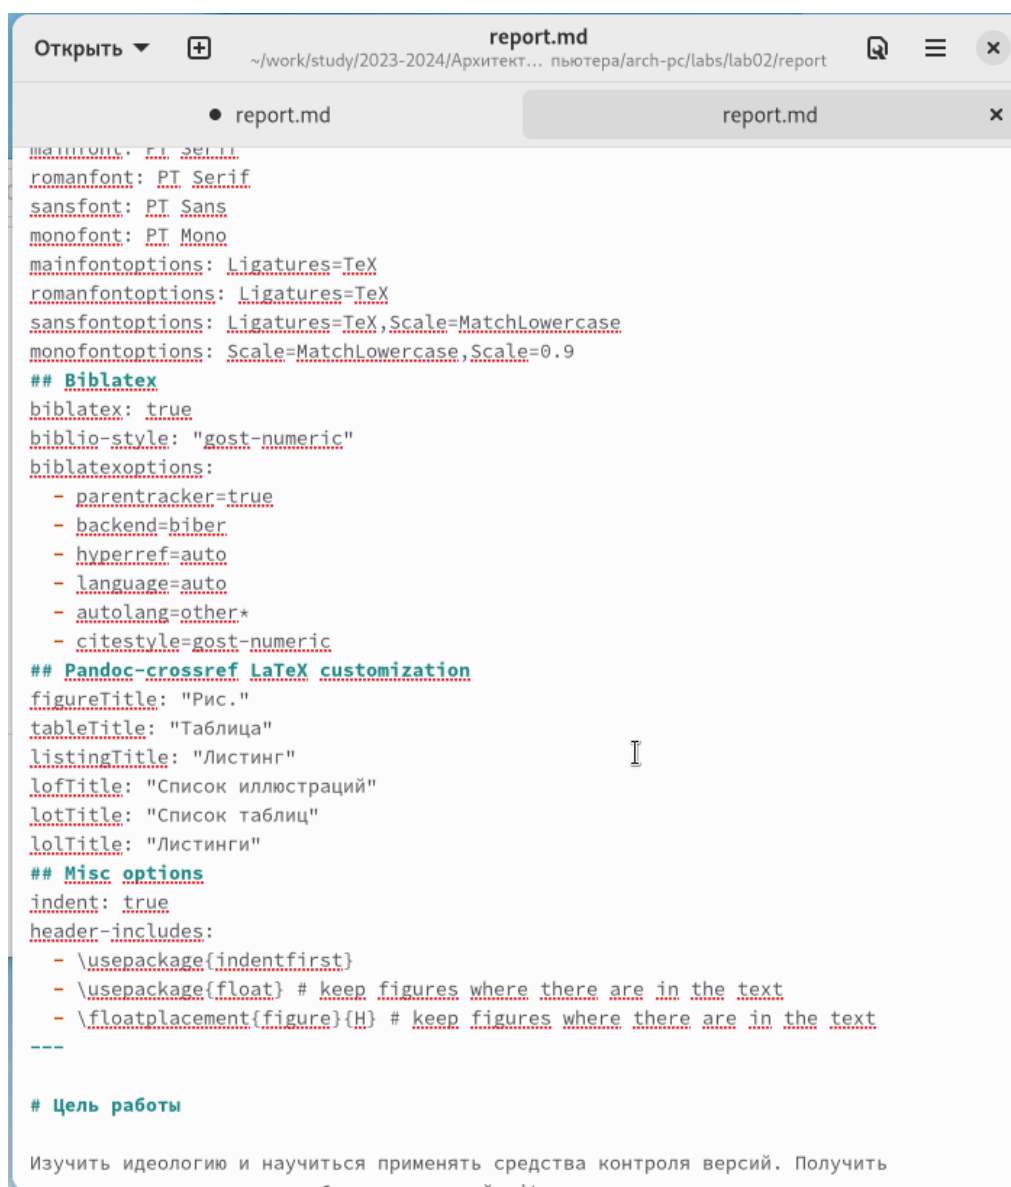 Открыть
report.md
~/work/study/2023-2024/Архитект… пьютера/arch-pc/labs/lab02/report
● report.md
report.md
mainfont: PT Serif
romanfont: PT Serif
sansfont: PT Sans
monofont: PT Mono
mainfontoptions: Ligatures=TeX
romanfontoptions: Ligatures=TeX
sansfontoptions: Ligatures=TeX,Scale=MatchLowercase
monofontoptions: Scale=MatchLowercase,Scale=0.9
## Biblatex
biblatex: true
biblio-style: "gost-numeric"
biblatexoptions:
  - parentracker=true
  - backend=biber
  - hyperref=auto
  - language=auto
  - autolang=other*
  - citestyle=gost-numeric
## Pandoc-crossref LaTeX customization
figureTitle: "Рис."
tableTitle: "Таблица"
listingTitle: "Листинг"
lofTitle: "Список иллюстраций"
lotTitle: "Список таблиц"
lolTitle: "Листинги"
## Misc options
indent: true
header-includes:
  - \usepackage{indentfirst}
  - \usepackage{float} # keep figures where there are in the text
  - \floatplacement{figure}{H} # keep figures where there are in the text
---
# Цель работы
Изучить идеологию и научиться применять средства контроля версий. Получить